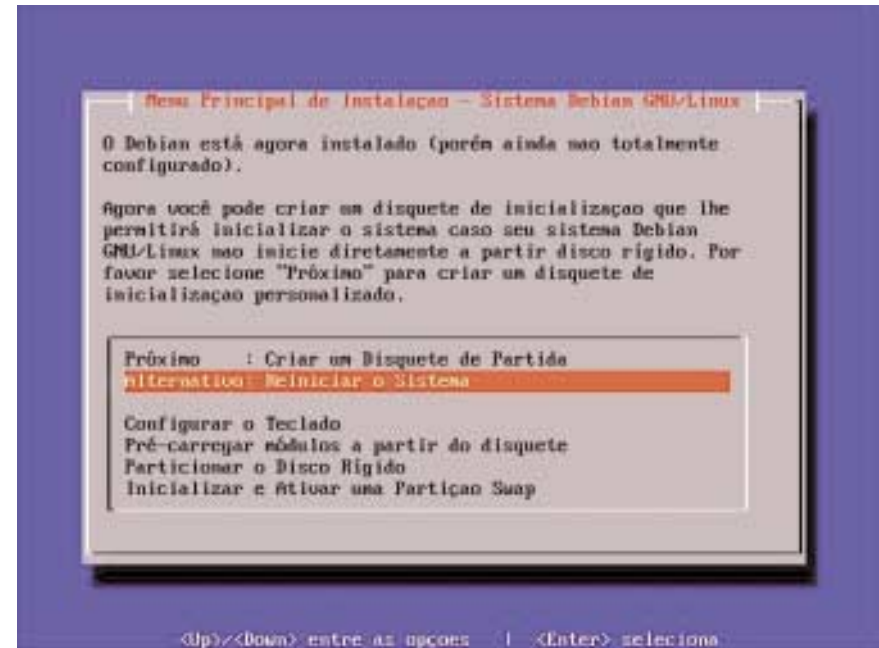 Menu Principal de Instalaçao - Sistema Debian GNU/Linux
O Debian está agora instalado (porém ainda nao totalmente
configurado).
Agora você pode criar um disquete de inicializaçao que lhe
permitirá inicializar o sistema caso seu sistema Debian
GNU/Linux nao inicie diretamente a partir disco rígido. Por
favor selecione "Próximo" para criar um disquete de
inicializaçao personalizado.
Próximo : Criar um Disquete de Partida
Alternativo: Reiniciar o Sistema
Configurar o Teclado
Pré-carregar módulos a partir do disquete
Particionar o Disco Rígido
Inicializar e Ativar uma Partiçao Swap
<Up>/<Down> entre as opçoes | <Enter> seleciona